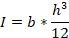 I = b * h³/12